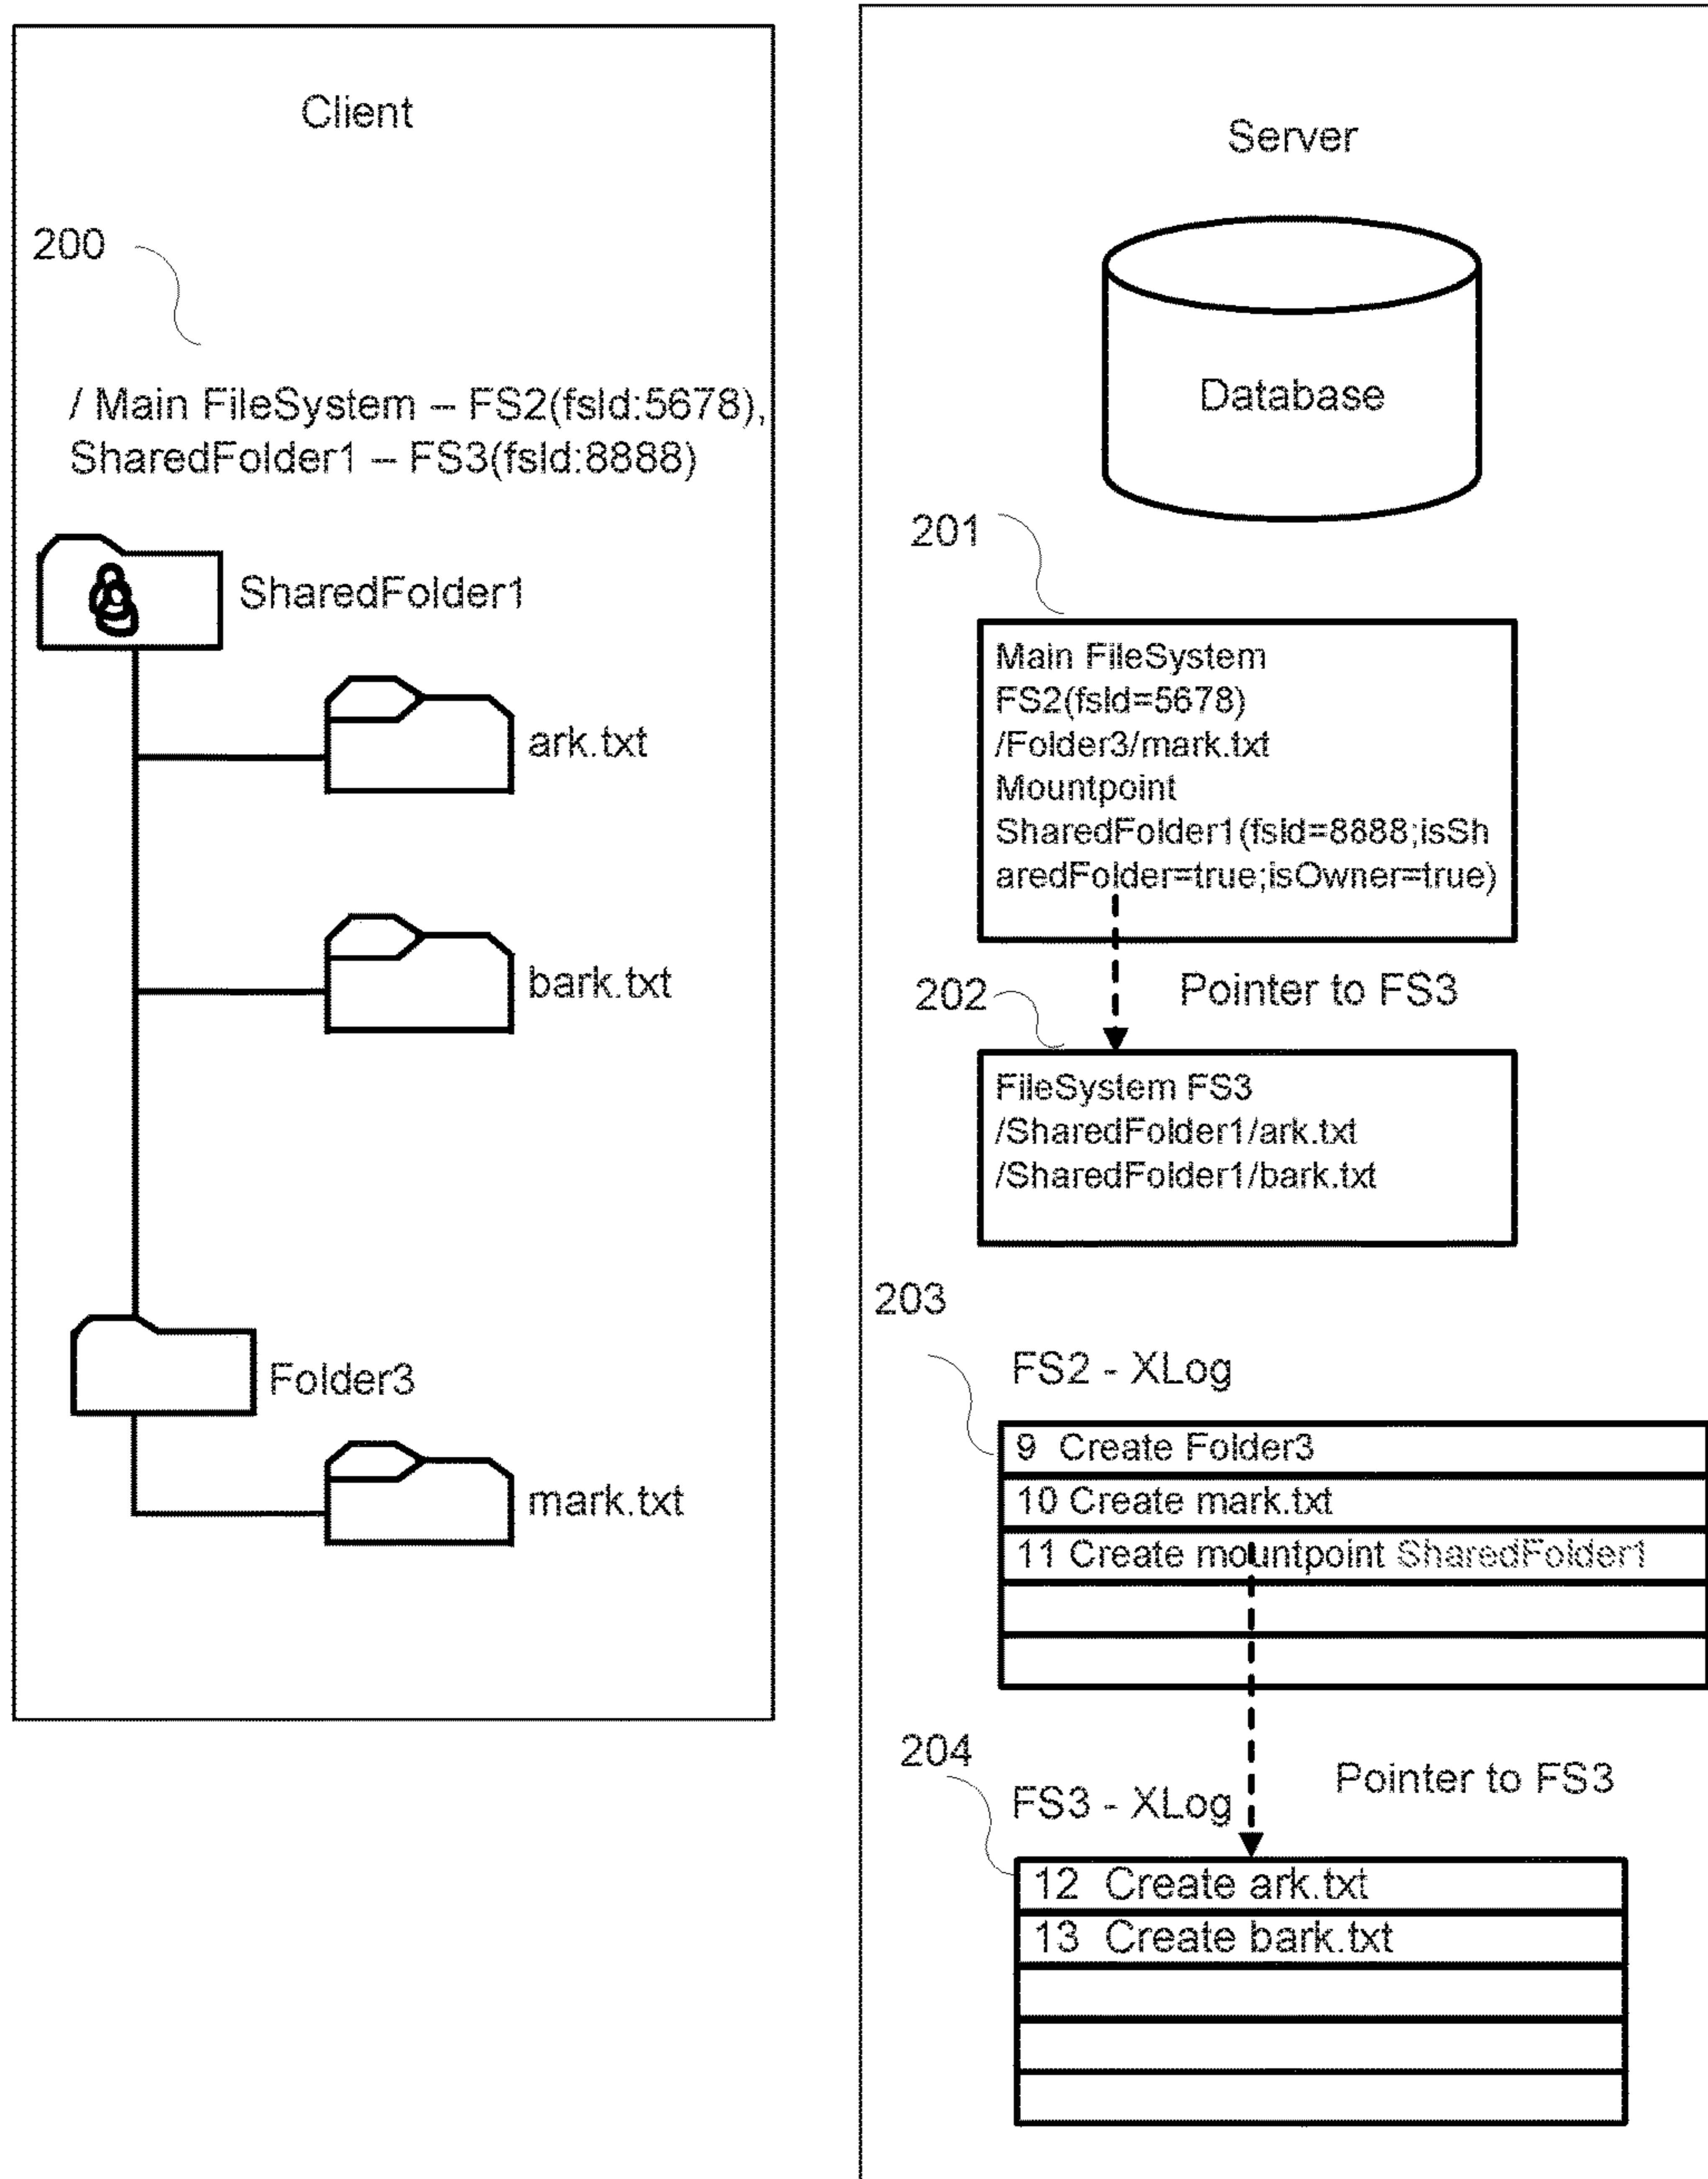 Client
200
/ Main FileSystem – FS2(fsId:5678),
SharedFolder1 – FS3(fsId:8888)
SharedFolder1
ark.txt
bark.txt
Folder3
mark.txt
Server
Database
201
Main FileSystem
FS2(fsId=5678)
/Folder3/mark.txt
Mountpoint
SharedFolder1(fsId=8888;isSh
aredFolder=true;isOwner=true)
202
Pointer to FS3
FileSystem FS3
/SharedFolder1/ark.txt
/SharedFolder1/bark.txt
203
FS2 - XLog
9 Create Folder3
10 Create mark.txt
11 Create mountpoint SharedFolder1
204
Pointer to FS3
FS3 - XLog
12 Create ark.txt
13 Create bark.txt